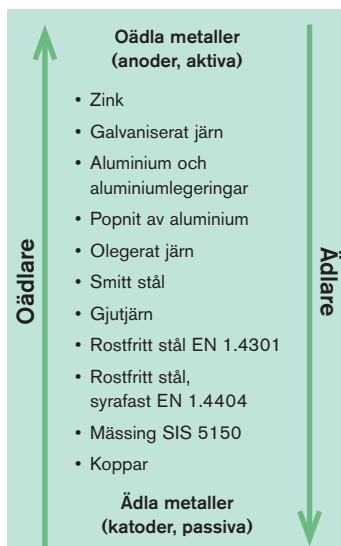 Oädla metaller
(anoder, aktiva)
• Zink
• Galvaniserat järn
• Aluminium och
aluminiumlegeringar
• Popnit av aluminium
• Olegerat järn
• Smitt stål
• Gjutjärn
• Rostfritt stål EN 1.4301
• Rostfritt stål,
syrafast EN 1.4404
• Mässing SIS 5150
• Koppar
Ädla metaller
(katoder, passiva)
Oädlare
Ädlare